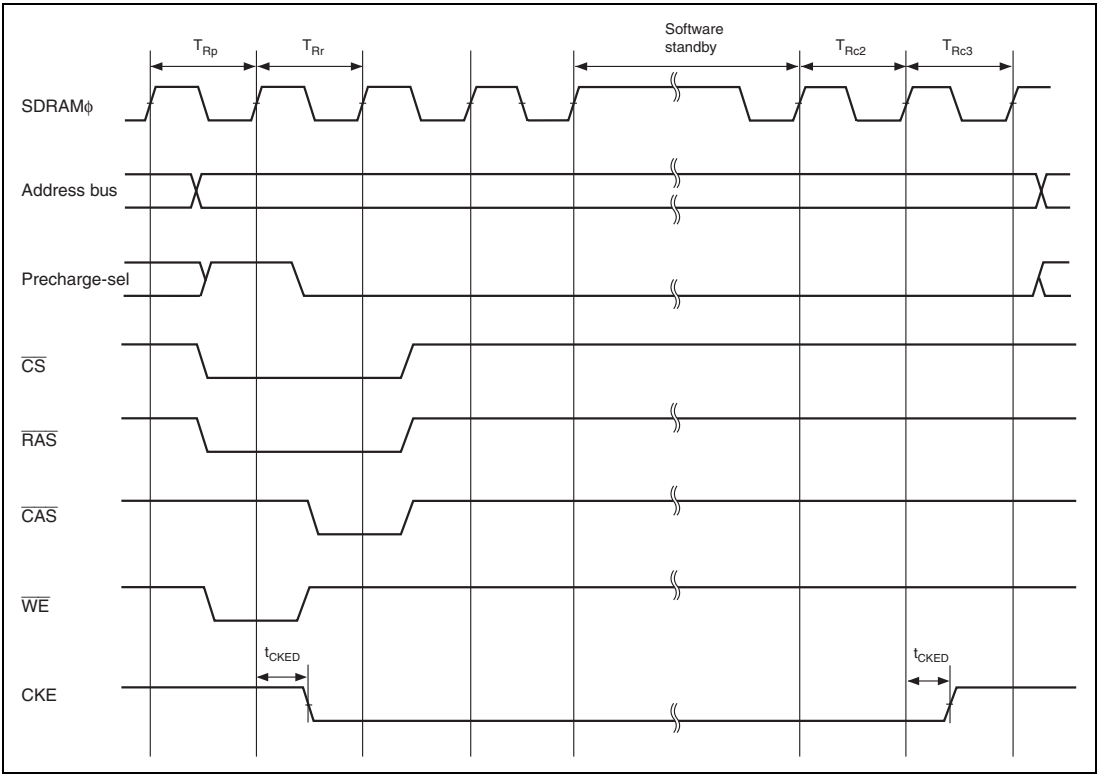 Software
standby
TRp
TRr
TRc2
TRc3
SDRAMϕ
Address bus
Precharge-sel
CS
RAS
CAS
WE
tCKED
tCKED
CKE